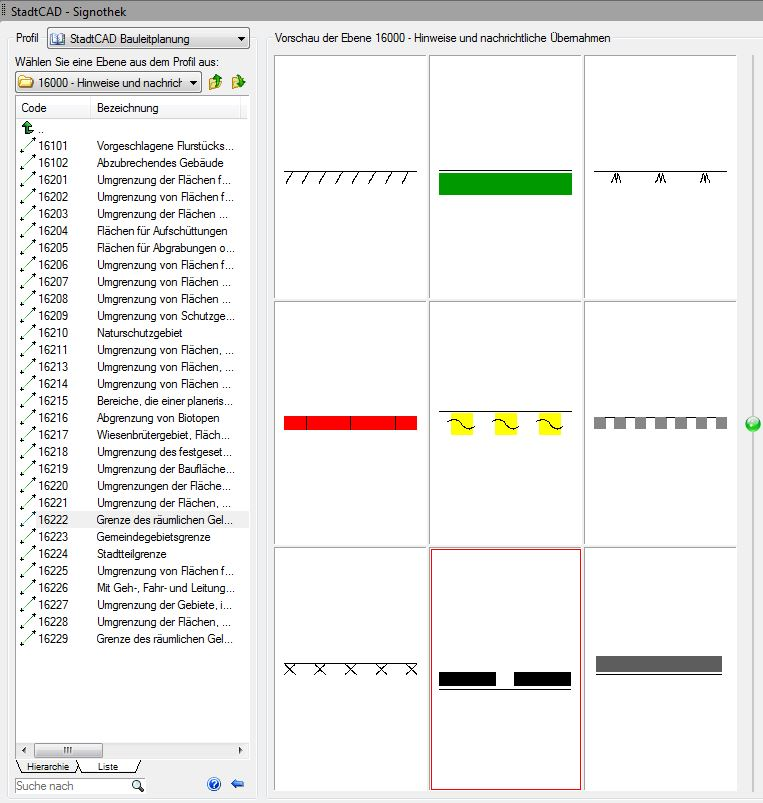 StadtCAD - Signothek
Profil StadtCAD Bauleitplanung
Vorschau der Ebene 16000 - Hinweise und nachrichtliche Übernahmen
Wählen Sie eine Ebene aus dem Profil aus:
16000 - Hinweise und nachricht
Code Bezeichnung
..
16101 Vorgeschlagene Flurstücks...
16102 Abzubrechendes Gebäude
16201 Umgrenzung der Flächen f...
16202 Umgrenzung von Flächen f...
16203 Umgrenzung der Flächen ...
16204 Flächen für Aufschüttungen
16205 Flächen für Abgrabungen o...
16206 Umgrenzung von Flächen f...
16207 Umgrenzung von Flächen ...
16208 Umgrenzung von Flächen ...
16209 Umgrenzung von Schutzge...
16210 Naturschutzgebiet
16211 Umgrenzung von Flächen, ...
16213 Umgrenzung von Flächen, ...
16214 Umgrenzung von Flächen ...
16215 Bereiche, die einer planeris...
16216 Abgrenzung von Biotopen
16217 Wiesenbrütergebiet, Fläch...
16218 Umgrenzung des festgeset...
16219 Umgrenzung der Baufläche...
16220 Umgrenzungen der Fläche...
16221 Umgrenzung der Flächen, ...
16222 Grenze des räumlichen Gel...
16223 Gemeindegebietsgrenze
16224 Stadtteilgrenze
16225 Umgrenzung von Flächen f...
16226 Mit Geh-, Fahr- und Leitung...
16227 Umgrenzung der Gebiete, i...
16228 Umgrenzung der Flächen, ...
16229 Grenze des räumlichen Gel...
Hierarchie Liste
Suche nach